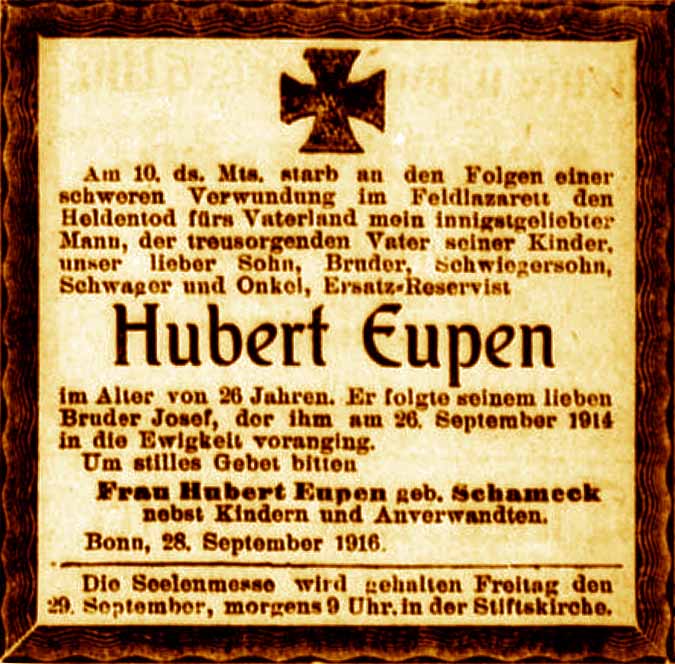 Am 10. ds. Mts. starb an den Folgen einer
schweren Verwundung im Feldlazarett den
Heldentod fürs Vaterland mein innigstgeliebter
Mann, der treusorgenden Vater seiner Kinder,
unser lieber Sohn, Bruder, Schwiegersohn,
Schwager und Onkel, Ersatz-Reservist
Hubert Eupen
im Alter von 26 Jahren. Er folgte seinem lieben
Bruder Josef, der ihm am 26. September 1914
in die Ewigkeit voranging.
Um stilles Gebet bitten
Frau Hubert Eupen geb. Schameck
nebst Kindern und Anverwandten.
Bonn, 28. September 1916.
Die Seelenmesse wird gehalten Freitag den
29. September, morgens 9 Uhr, in der Stiftskirche.